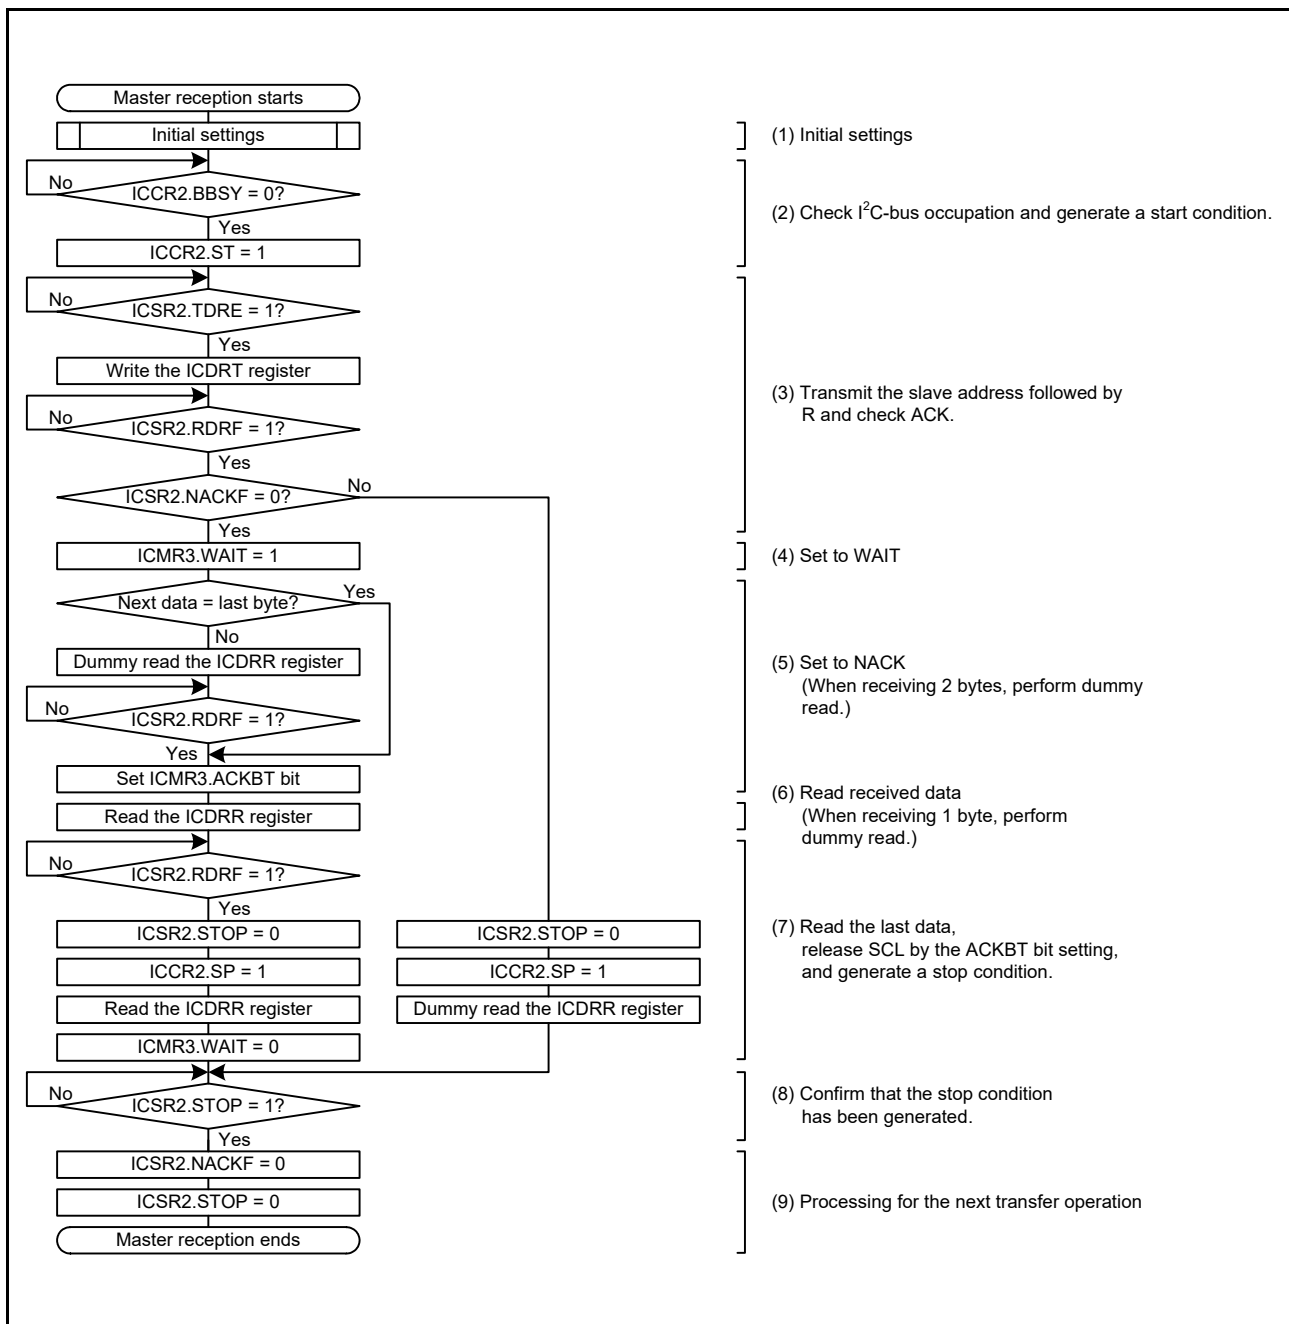 Master reception starts
Initial settings
(1) Initial settings
No
ICCR2.BBSY = 0?
Yes
ICCR2.ST = 1
(2) Check I²C-bus occupation and generate a start condition.
No
ICSR2.TDRE = 1?
Yes
Write the ICDRT register
No
ICSR2.RDRF = 1?
Yes
ICSR2.NACKF = 0?
No
Yes
(3) Transmit the slave address followed by
R and check ACK.
ICMR3.WAIT = 1
(4) Set to WAIT
Next data = last byte?
Yes
No
Dummy read the ICDRR register
No
ICSR2.RDRF = 1?
Yes
Set ICMR3.ACKBT bit
(5) Set to NACK
(When receiving 2 bytes, perform dummy
read.)
Read the ICDRR register
(6) Read received data
(When receiving 1 byte, perform
dummy read.)
No
ICSR2.RDRF = 1?
Yes
ICSR2.STOP = 0
ICCR2.SP = 1
Read the ICDRR register
ICMR3.WAIT = 0
ICSR2.STOP = 0
ICCR2.SP = 1
Dummy read the ICDRR register
(7) Read the last data,
release SCL by the ACKBT bit setting,
and generate a stop condition.
No
ICSR2.STOP = 1?
Yes
(8) Confirm that the stop condition
has been generated.
ICSR2.NACKF = 0
ICSR2.STOP = 0
(9) Processing for the next transfer operation
Master reception ends